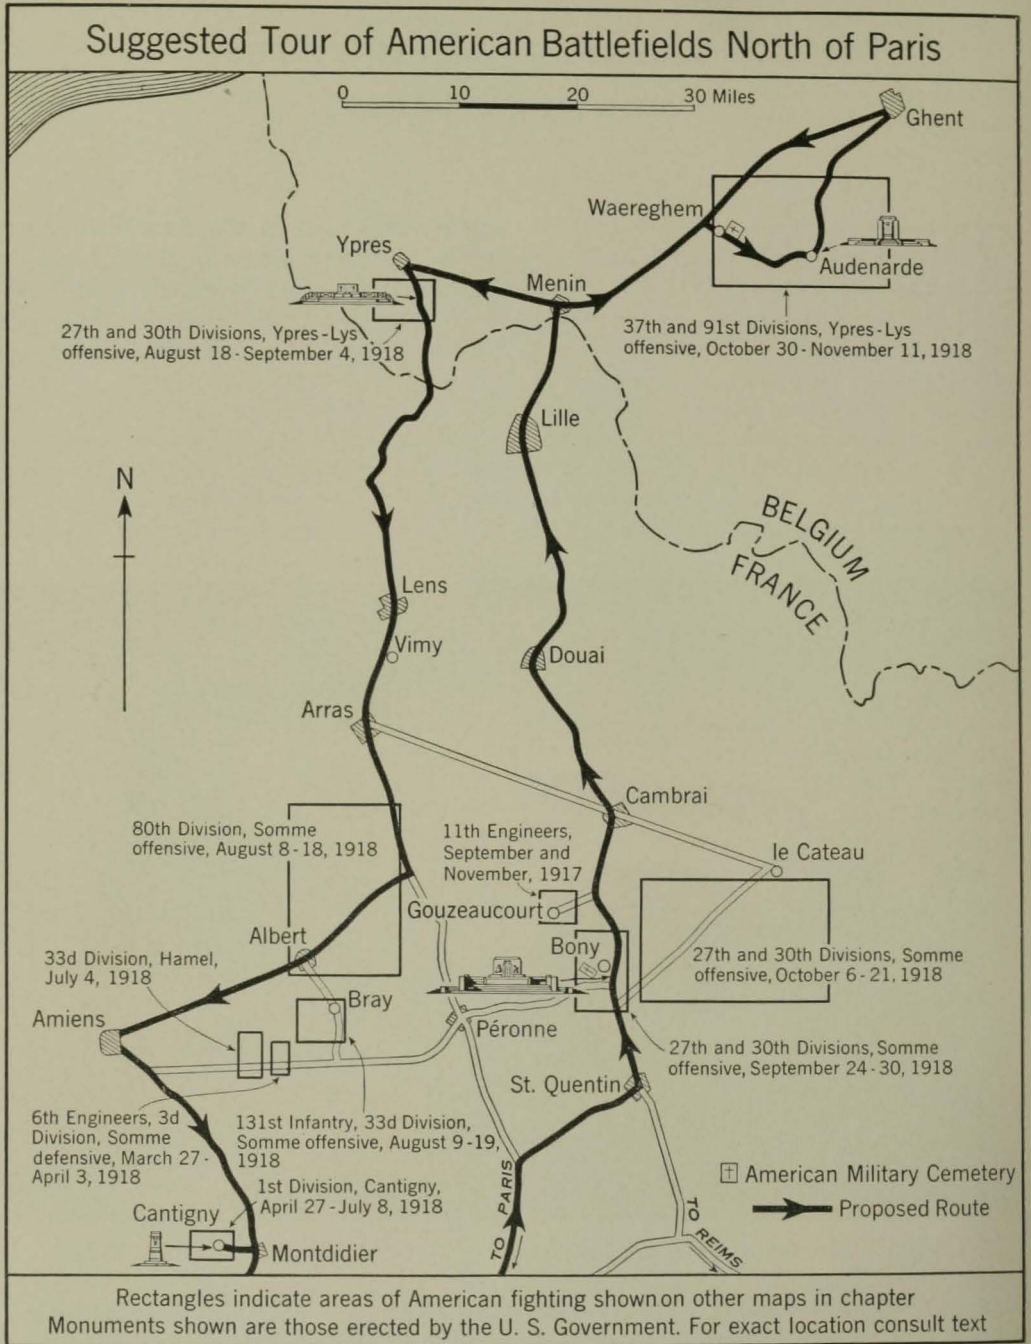 Suggested Tour of American Battlefields North of Paris
0 10 20 30 Miles
Ghent
Waereghem
Audenarde
Ypres
Menin
27th and 30th Divisions, Ypres-Lys
offensive, August 18-September 4, 1918
37th and 91st Divisions, Ypres-Lys
offensive, October 30-November 11, 1918
Lille
N
BELGIUM
FRANCE
Lens
Vimy
Douai
Arras
Cambrai
80th Division, Somme
offensive, August 8-18, 1918
11th Engineers,
September and
November, 1917
le Cateau
Gouzeaucourt
Albert
Bony
33d Division, Hamel,
July 4, 1918
27th and 30th Divisions, Somme
offensive, October 6-21, 1918
Bray
Amiens
Péronne
27th and 30th Divisions, Somme
offensive, September 24-30, 1918
St. Quentin
6th Engineers, 3d
Division, Somme
defensive, March 27-
April 3, 1918
131st Infantry, 33d Division,
Somme offensive, August 9-19,
1918
1st Division, Cantigny,
April 27-July 8, 1918
Cantigny
Montdidier
TO PARIS
TO REIMS
American Military Cemetery
Proposed Route
Rectangles indicate areas of American fighting shown on other maps in chapter
Monuments shown are those erected by the U. S. Government. For exact location consult text